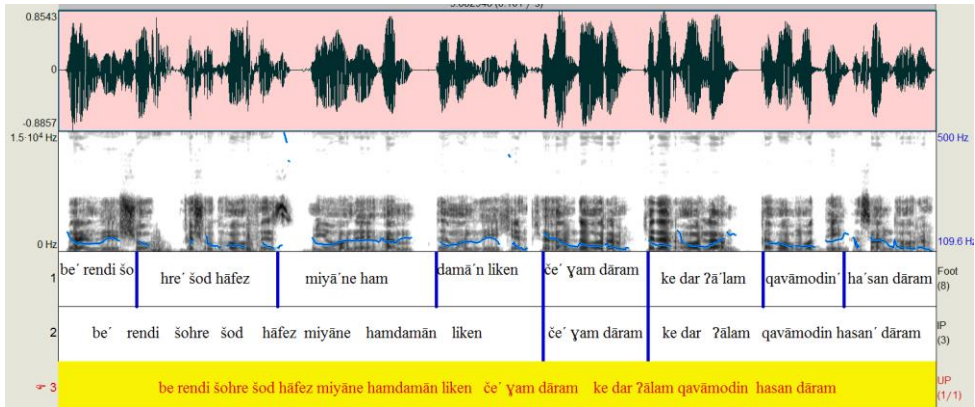 0.8543
0
-0.8857
1.5·10⁴ Hz
500 Hz
0 Hz
109.6 Hz
1 be´ rendi šo hre´ šod hāfez miyā´ne ham damā´n liken če´ ɣam dāram ke dar ʔā´lam qavāmodin´ ha´san dāram Foot (8)
2 be´ rendi šohre šod hāfez miyāne hamdamān liken če´ ɣam dāram ke dar ʔālam qavāmodin hasan´ dāram IP (3)
3 be rendi šohre šod hāfez miyāne hamdamān liken če´ ɣam dāram ke dar ʔālam qavāmodin hasan dāram UP (1/1)